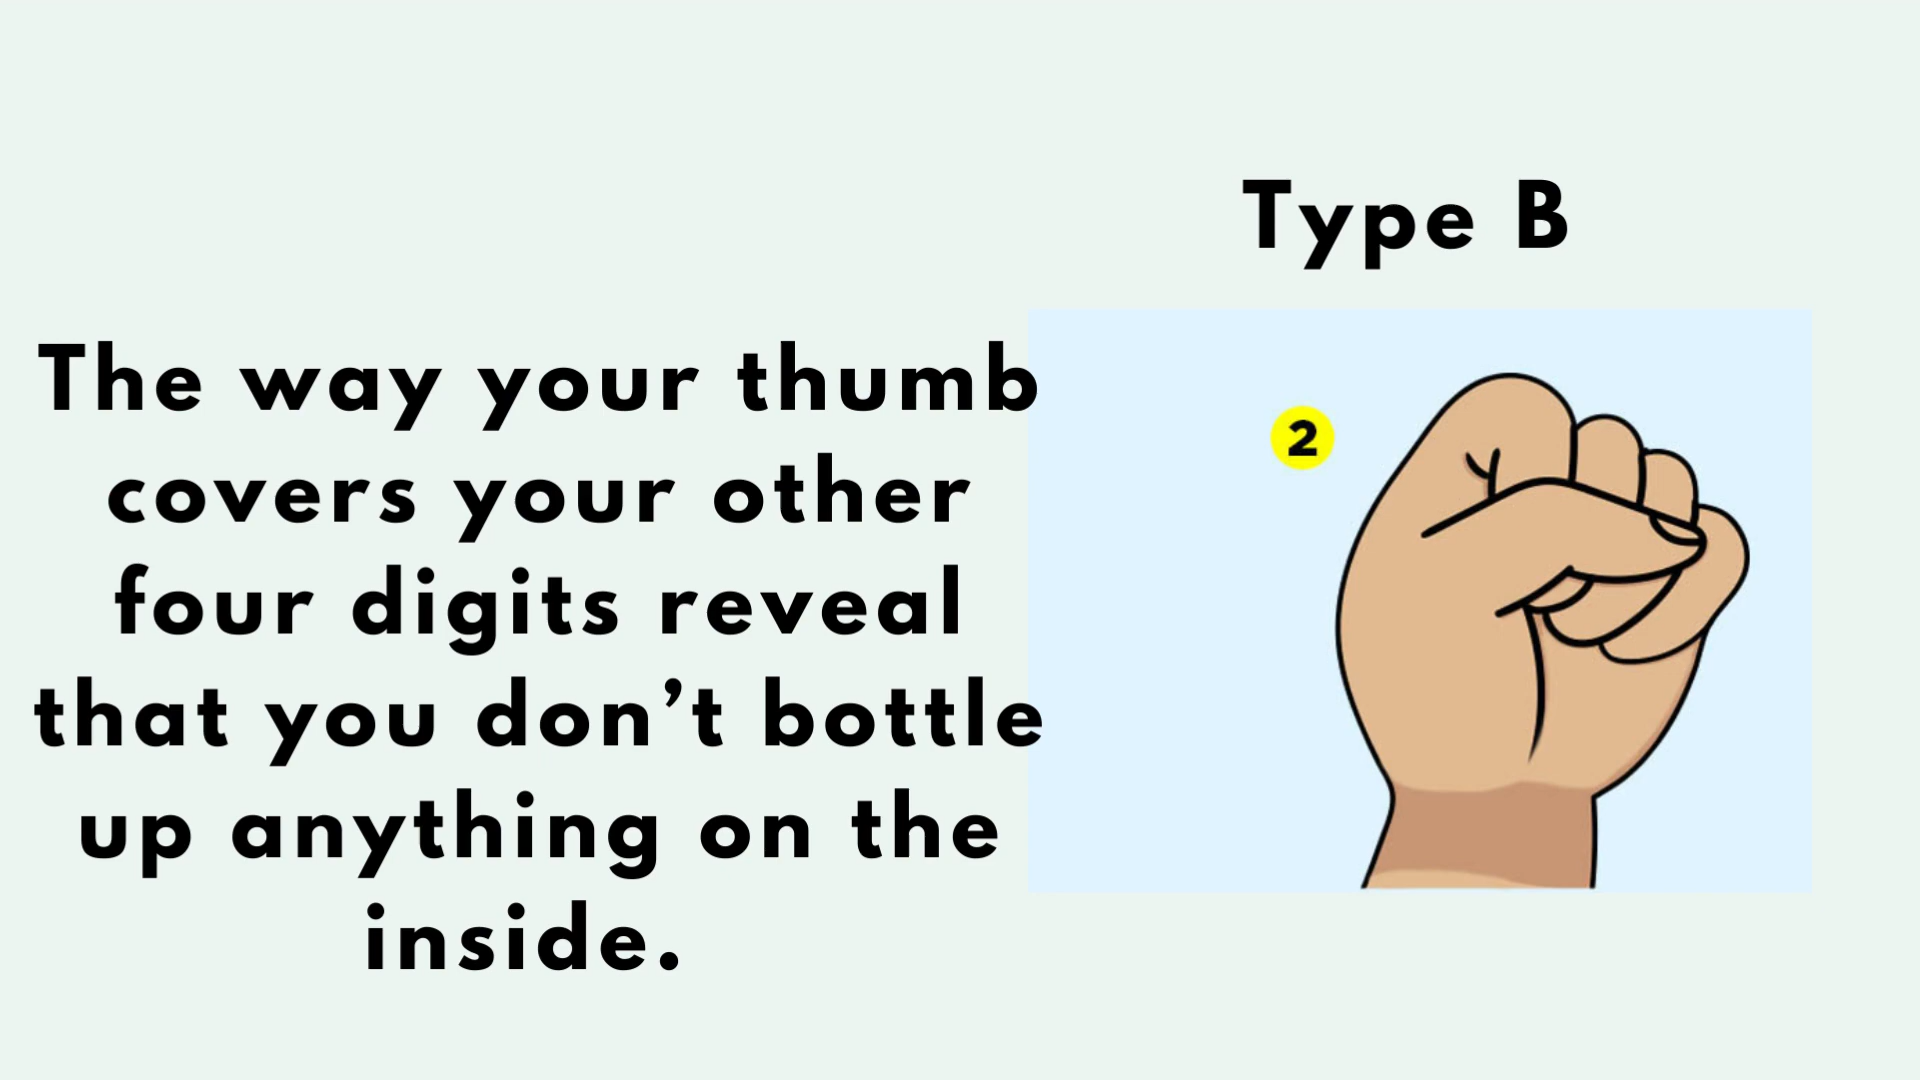 Type B
The way your thumb
covers your other
four digits reveal
that you don’t bottle
up anything on the
inside.
2